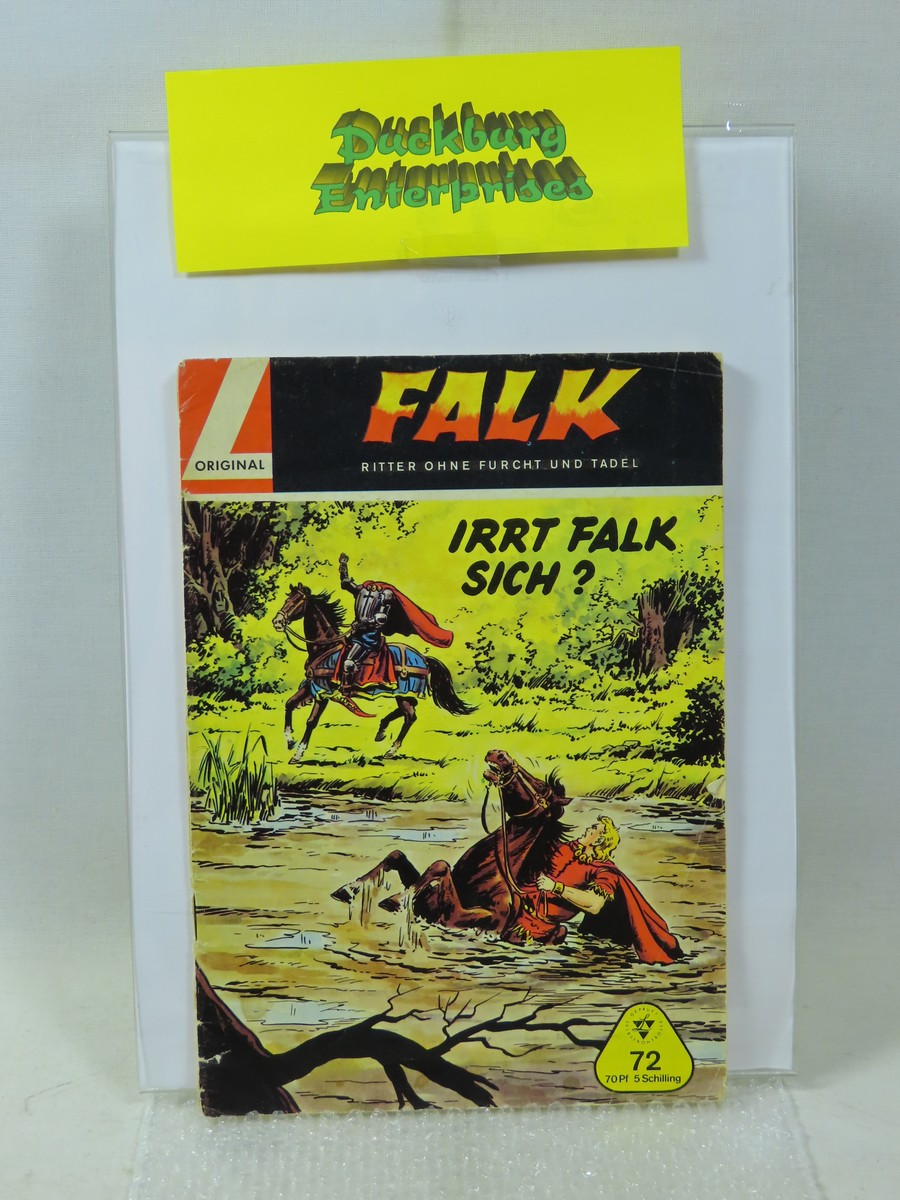 Duckburg
Enterprises
L
ORIGINAL
FALK
RITTER OHNE FURCHT UND TADEL
IRRT FALK
SICH ?
72
70 Pf 5 Schilling